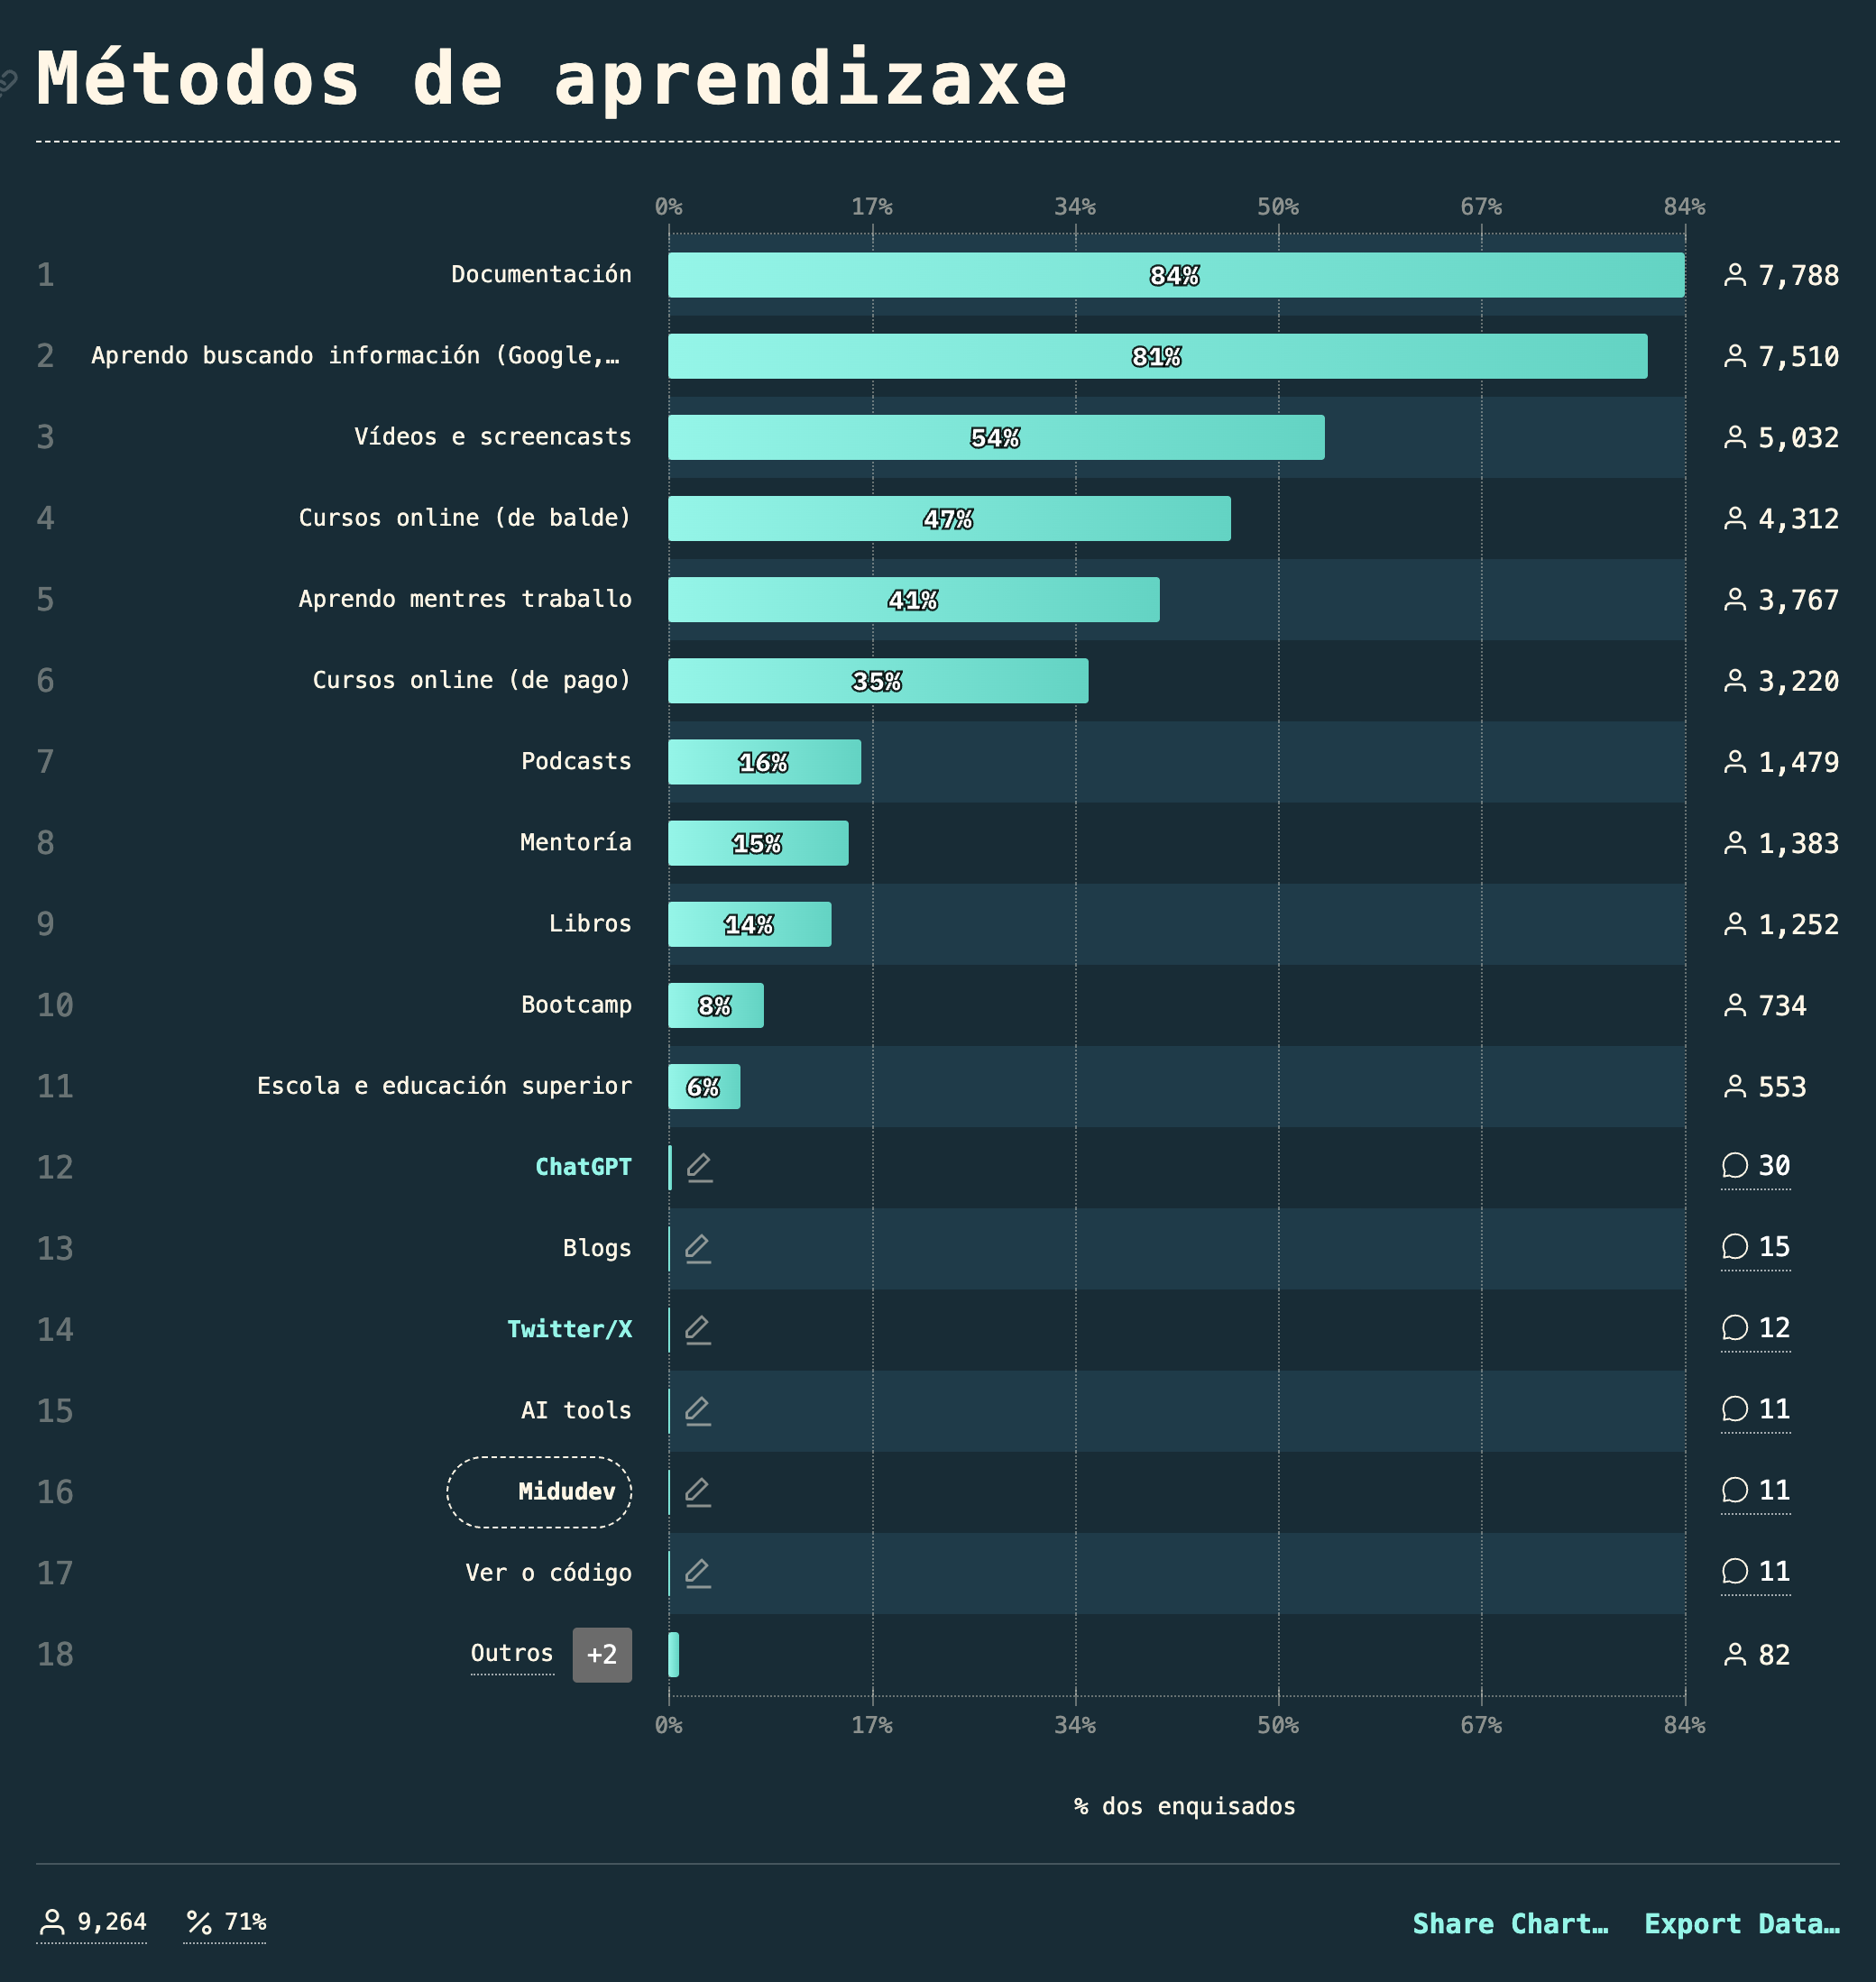 Métodos de aprendizaxe
0% 17% 34% 50% 67% 84%
1 Documentación 84% 7,788
2 Aprendo buscando información (Google,… 81% 7,510
3 Vídeos e screencasts 54% 5,032
4 Cursos online (de balde) 47% 4,312
5 Aprendo mentres traballo 41% 3,767
6 Cursos online (de pago) 35% 3,220
7 Podcasts 16% 1,479
8 Mentoría 15% 1,383
9 Libros 14% 1,252
10 Bootcamp 8% 734
11 Escola e educación superior 6% 553
12 ChatGPT 30
13 Blogs 15
14 Twitter/X 12
15 AI tools 11
16 Midudev 11
17 Ver o código 11
18 Outros +2 82
0% 17% 34% 50% 67% 84%
% dos enquisados
9,264 71% Share Chart… Export Data…